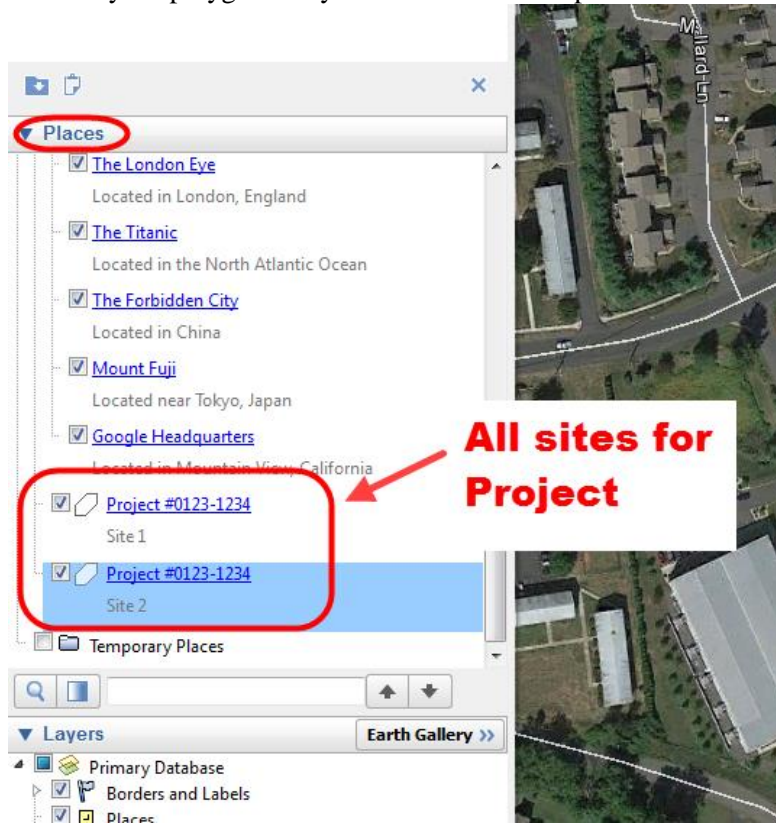 Mallard Ln
Places
The London Eye
Located in London, England
The Titanic
Located in the North Atlantic Ocean
The Forbidden City
Located in China
Mount Fuji
Located near Tokyo, Japan
Google Headquarters
Located in Mountain View, California
All sites for
Project
Project #0123-1234
Site 1
Project #0123-1234
Site 2
Temporary Places
Layers
Earth Gallery »
Primary Database
Borders and Labels
Places